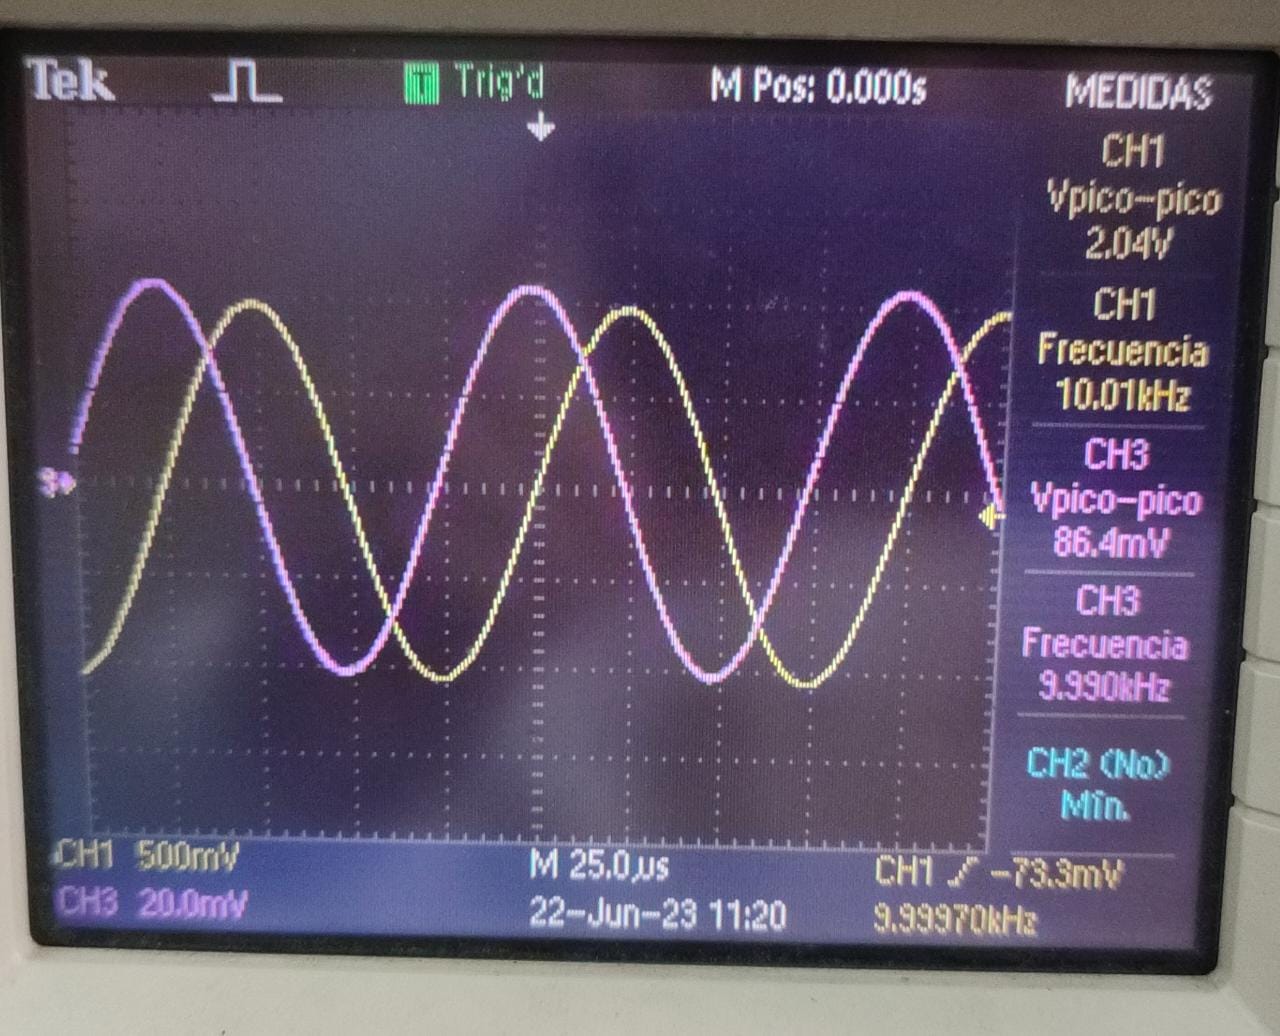 Tek Trig'd M Pos: 0.000s MEDIDAS
CH1
Vpico-pico
2.04V
CH1
Frecuencia
10.01kHz
CH3
Vpico-pico
86.4mV
CH3
Frecuencia
9.990kHz
CH2 (No)
Mín.
3
CH1 500mV M 25.0µs CH1 -73.3mV
CH3 20.0mV 22-Jun-23 11:20 9.99970kHz